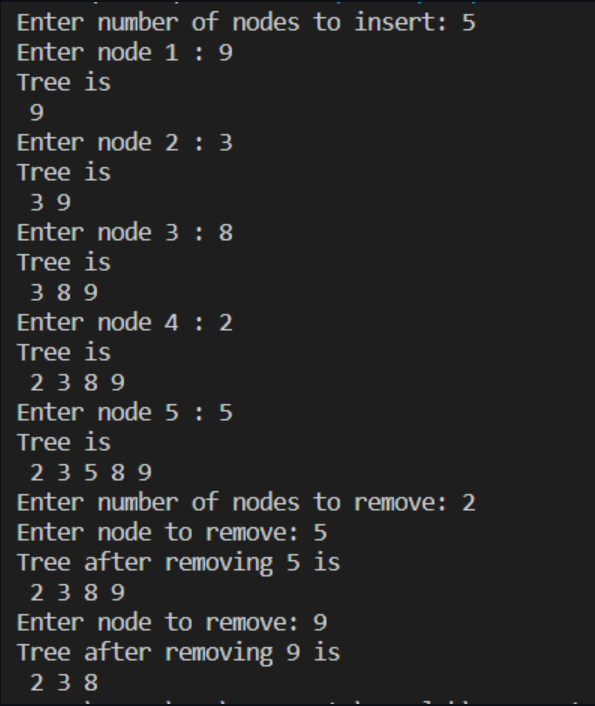 Enter number of nodes to insert: 5
Enter node 1 : 9
Tree is
 9
Enter node 2 : 3
Tree is
 3 9
Enter node 3 : 8
Tree is
 3 8 9
Enter node 4 : 2
Tree is
 2 3 8 9
Enter node 5 : 5
Tree is
 2 3 5 8 9
Enter number of nodes to remove: 2
Enter node to remove: 5
Tree after removing 5 is
 2 3 8 9
Enter node to remove: 9
Tree after removing 9 is
 2 3 8